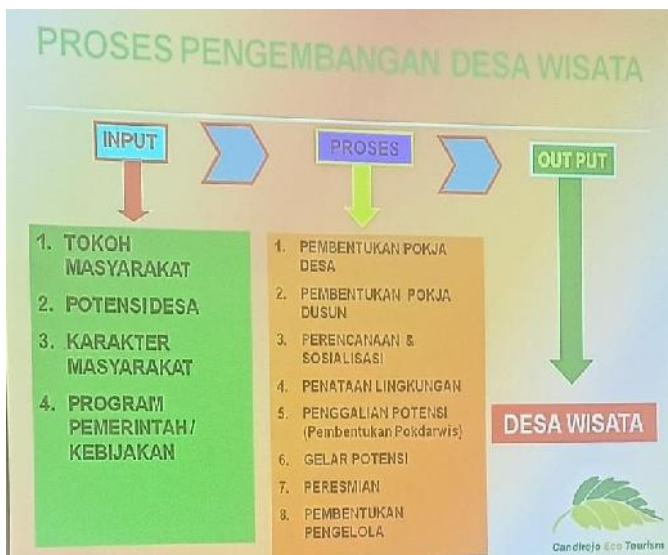 PROSES PENGEMBANGAN DESA WISATA
INPUT
PROSES
OUTPUT
1. TOKOH
MASYARAKAT
2. POTENSI DESA
3. KARAKTER
MASYARAKAT
4. PROGRAM
PEMERINTAH/
KEBIJAKAN
1. PEMBENTUKAN POKJA
DESA
2. PEMBENTUKAN POKJA
DUSUN
3. PERENCANAAN &
SOSIALISASI
4. PENATAAN LINGKUNGAN
5. PENGGALIAN POTENSI
(Pembentukan Pokdarwis)
6. GELAR POTENSI
7. PERESMIAN
8. PEMBENTUKAN
PENGELOLA
DESA WISATA
Candirejo Eco Tourism